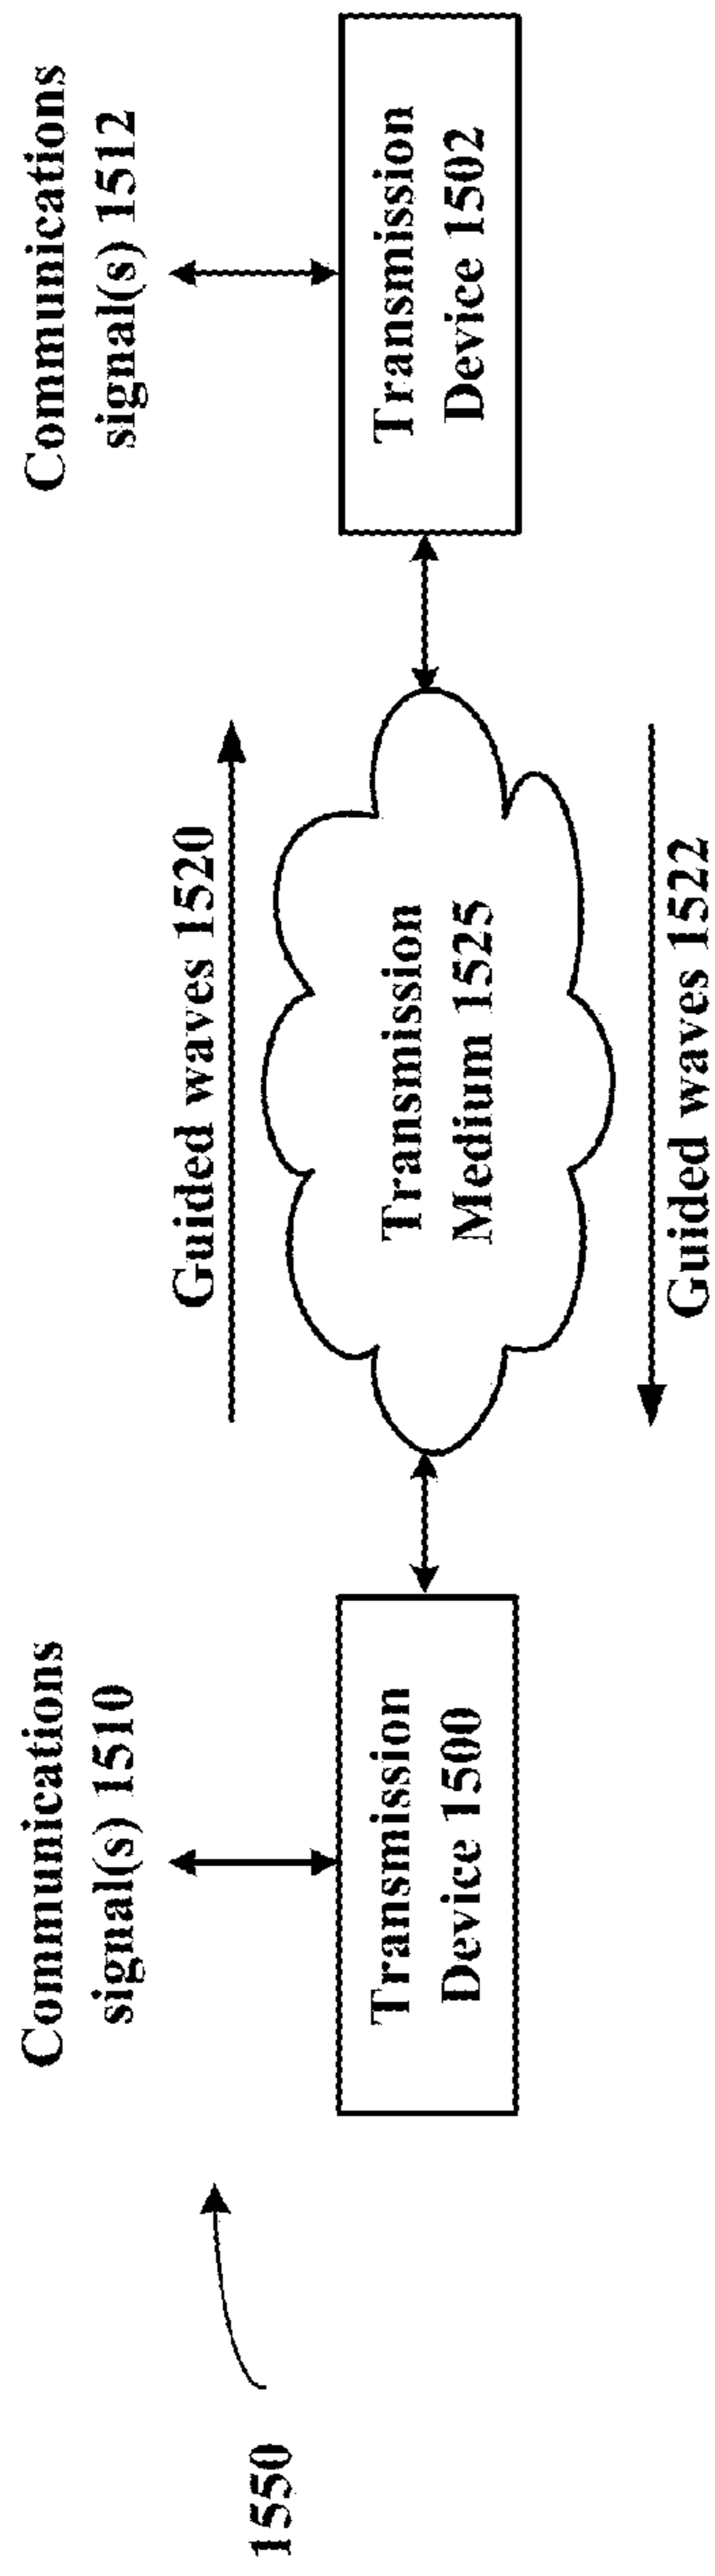 1550
Communications
signal(s) 1510
Transmission
Device 1500
Guided waves 1520
Transmission
Medium 1525
Guided waves 1522
Communications
signal(s) 1512
Transmission
Device 1502